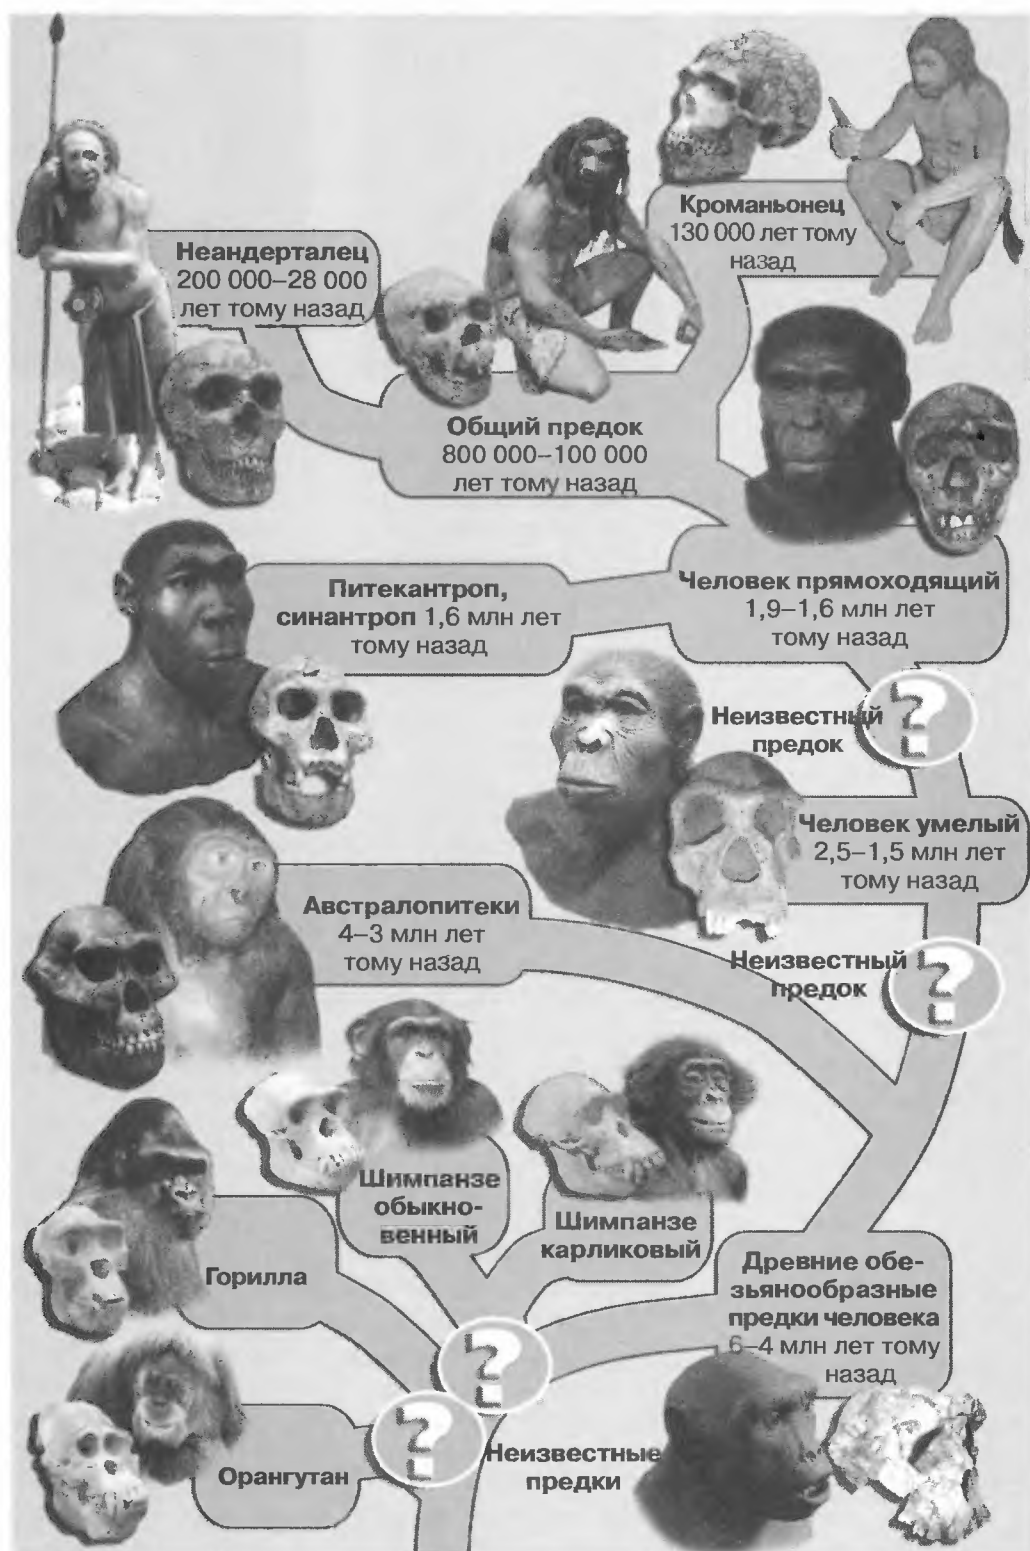 Кроманьонец
130 000 лет тому
назад
Неандерталец
200 000–28 000
лет тому назад
Общий предок
800 000–100 000
лет тому назад
Питекантроп,
синантроп 1,6 млн лет
тому назад
Человек прямоходящий
1,9–1,6 млн лет
тому назад
Неизвестный
предок
?
Человек умелый
2,5–1,5 млн лет
тому назад
Австралопитеки
4–3 млн лет
тому назад
Неизвестный
предок
?
Шимпанзе
обыкно-
венный
Шимпанзе
карликовый
Горилла
Древние обе-
зьянообразные
предки человека
6–4 млн лет тому
назад
?
Орангутан
?
Неизвестные
предки